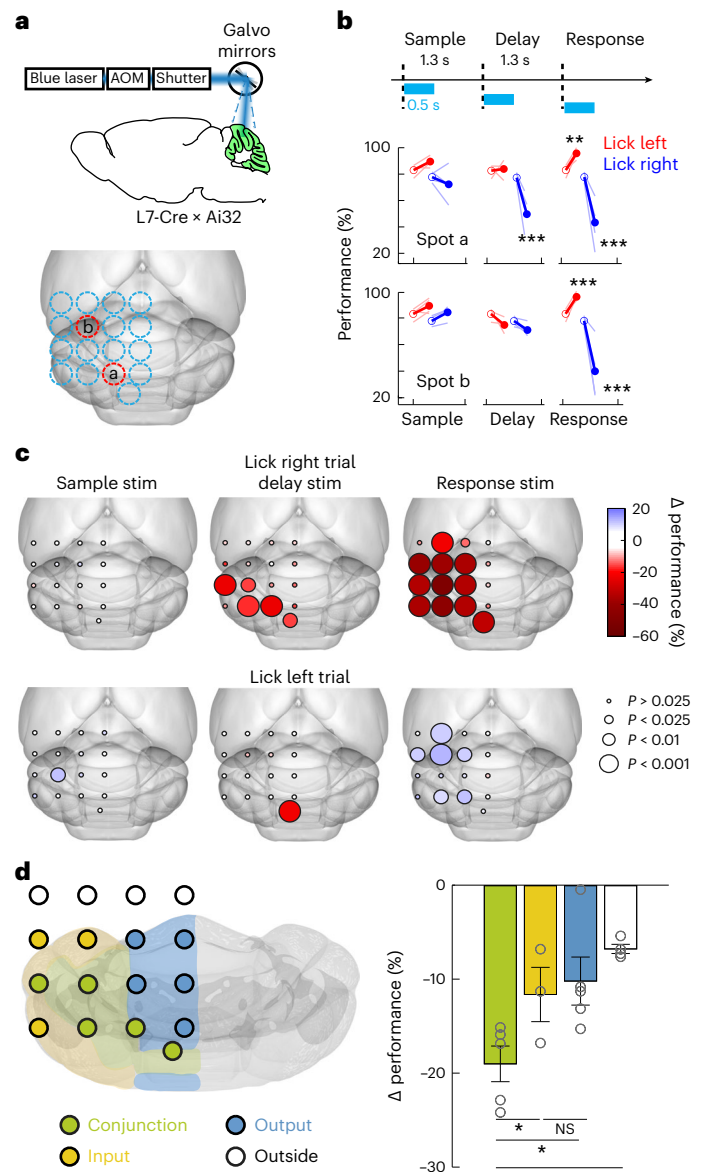 a
Galvo
mirrors
Blue laser
AOM
Shutter
L7-Cre × Ai32
b
a
b
Sample
Delay
Response
1.3 s
1.3 s
0.5 s
Performance (%)
100
20
**
Lick left
Lick right
Spot a
***
***
100
20
***
Spot b
***
Sample
Delay
Response
c
Lick right trial
Sample stim
delay stim
Response stim
20
0
–20
–40
–60
Δ performance (%)
Lick left trial
P > 0.025
P < 0.025
P < 0.01
P < 0.001
d
Conjunction
Output
Input
Outside
Δ performance (%)
0
–10
–20
–30
*
NS
*